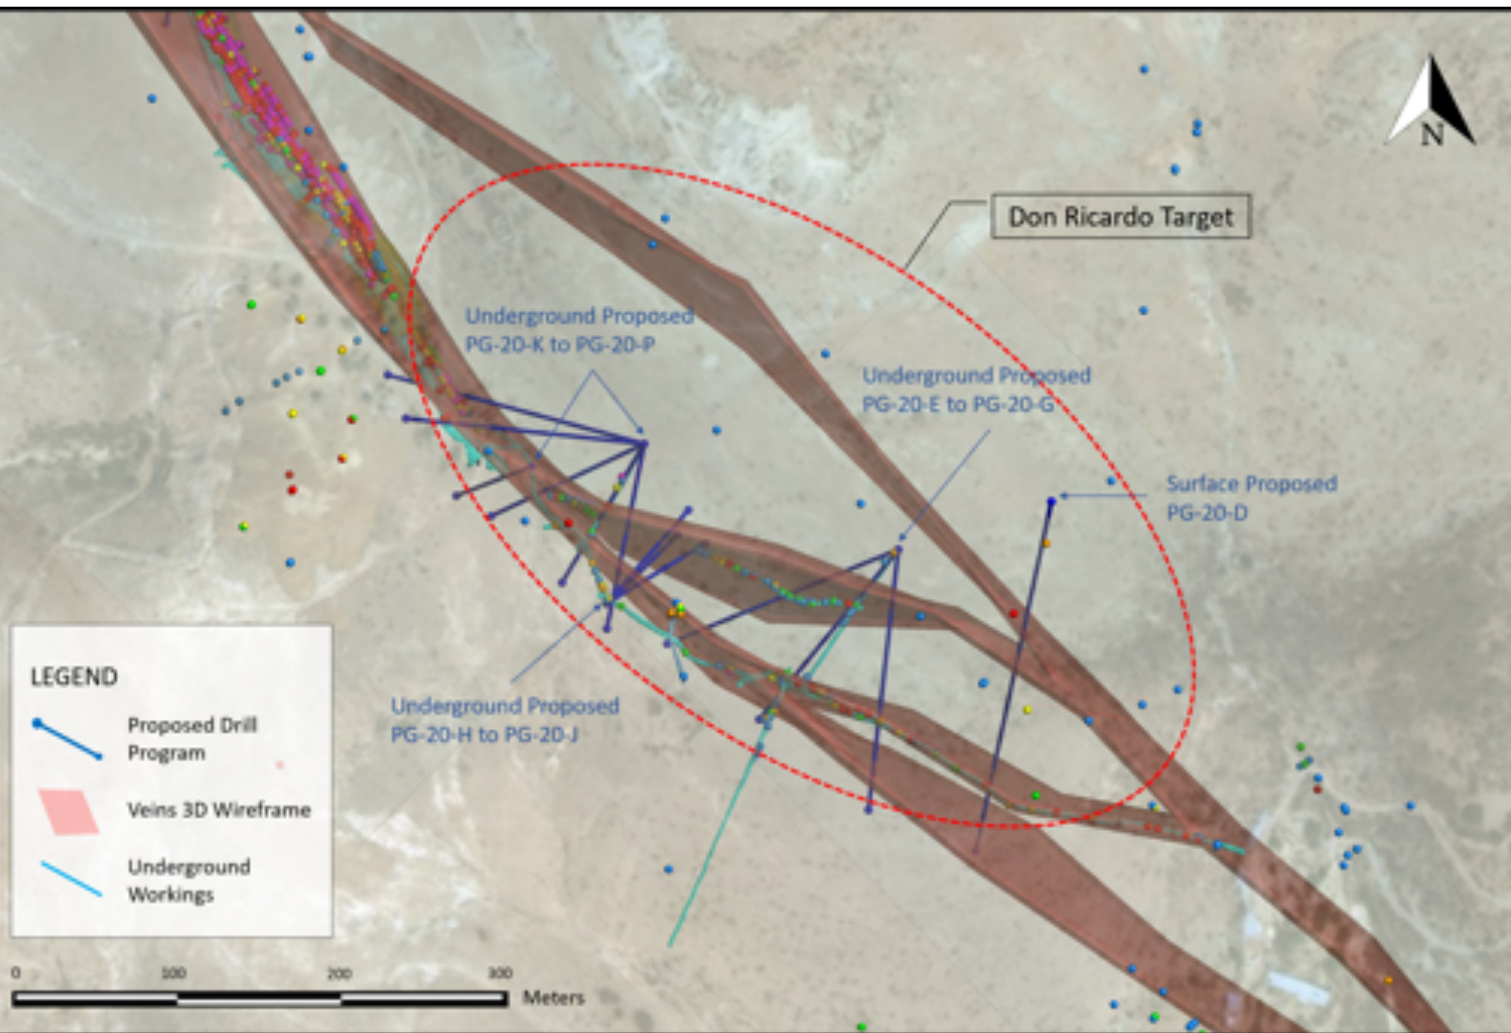 N
Don Ricardo Target
Underground Proposed
PG-20-K to PG-20-P
Underground Proposed
PG-20-E to PG-20-G
Surface Proposed
PG-20-D
Underground Proposed
PG-20-H to PG-20-J
LEGEND
Proposed Drill
Program
Veins 3D Wireframe
Underground
Workings
0 100 200 300
Meters